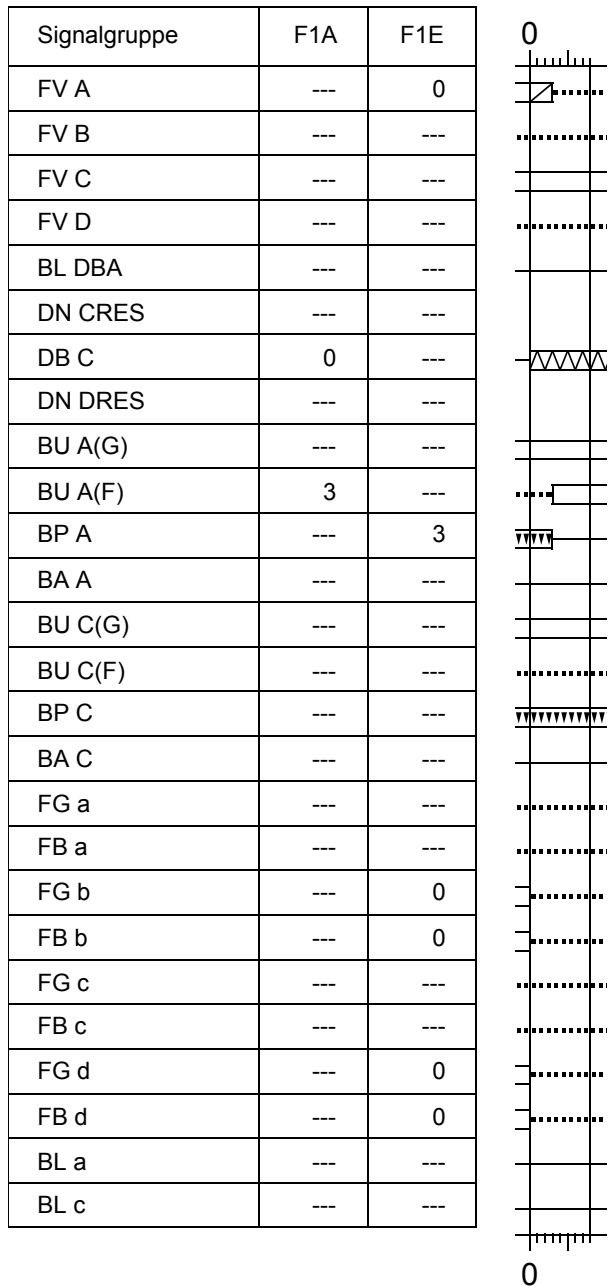 Signalgruppe F1A F1E 0
FV A --- 0
FV B --- ---
FV C --- ---
FV D --- ---
BL DBA --- ---
DN CRES --- ---
DB C 0 ---
DN DRES --- ---
BU A(G) --- ---
BU A(F) 3 ---
BP A --- 3
BA A --- ---
BU C(G) --- ---
BU C(F) --- ---
BP C --- ---
BA C --- ---
FG a --- ---
FB a --- ---
FG b --- 0
FB b --- 0
FG c --- ---
FB c --- ---
FG d --- 0
FB d --- 0
BL a --- ---
BL c --- ---
0